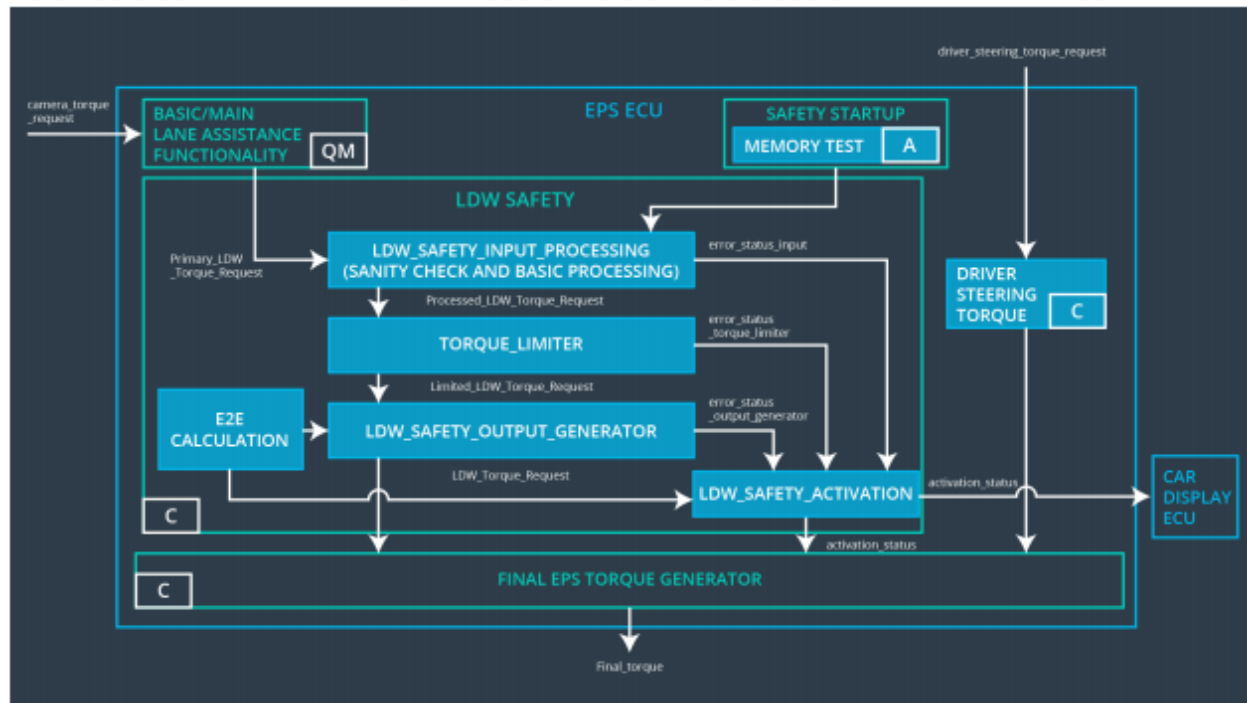 driver_steering_torque_request
camera_torque
_request
BASIC/MAIN
LANE ASSISTANCE
FUNCTIONALITY
QM
EPS ECU
SAFETY STARTUP
MEMORY TEST
A
LDW SAFETY
Primary_LDW
_Torque_Request
LDW_SAFETY_INPUT_PROCESSING
(SANITY CHECK AND BASIC PROCESSING)
error_status_input
DRIVER
STEERING
TORQUE
C
Processed_LDW_Torque_Request
TORQUE_LIMITER
error_status
_torque_limiter
Limited_LDW_Torque_Request
E2E
CALCULATION
LDW_SAFETY_OUTPUT_GENERATOR
error_status
_output_generator
LDW_Torque_Request
LDW_SAFETY_ACTIVATION
activation_status
CAR
DISPLAY
ECU
C
activation_status
C
FINAL EPS TORQUE GENERATOR
Final_torque